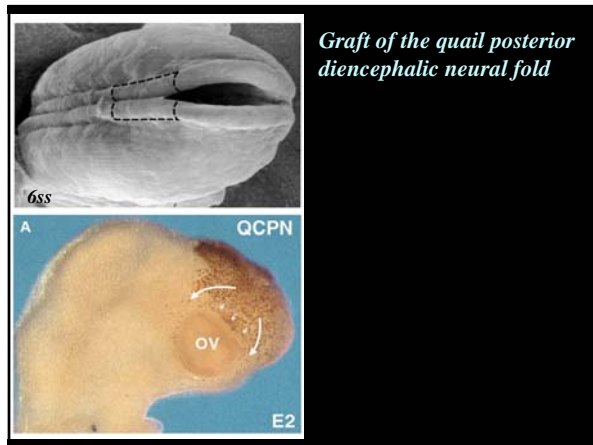 Graft of the quail posterior
diencephalic neural fold
6ss
A
QCPN
OV
E2